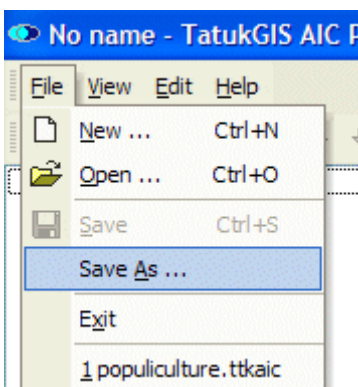 No name - TatukGIS AIC
File View Edit Help
New ... Ctrl+N
Open ... Ctrl+O
Save Ctrl+S
Save As ...
Exit
1 populiculture.ttkaic